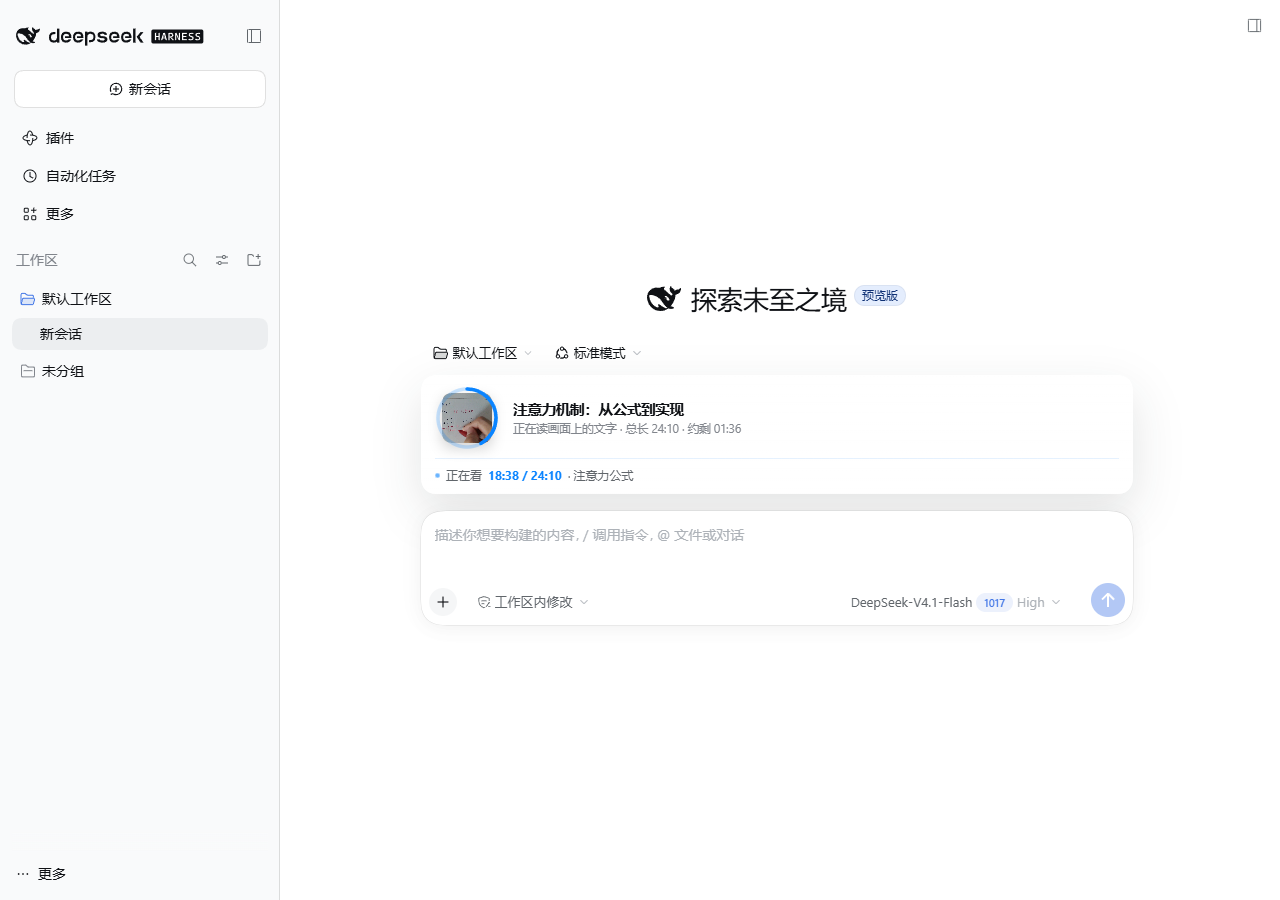 deepseek HARNESS
新会话
插件
自动化任务
更多
工作区
默认工作区
新会话
未分组
更多
探索未至之境 预览版
默认工作区 标准模式
注意力机制：从公式到实现
正在读画面上的文字 · 总长 24:10 · 约剩 01:36
正在看 18:38 / 24:10 · 注意力公式
描述你想要构建的内容, / 调用指令, @ 文件或对话
工作区内修改 DeepSeek-V4.1-Flash 1017 High